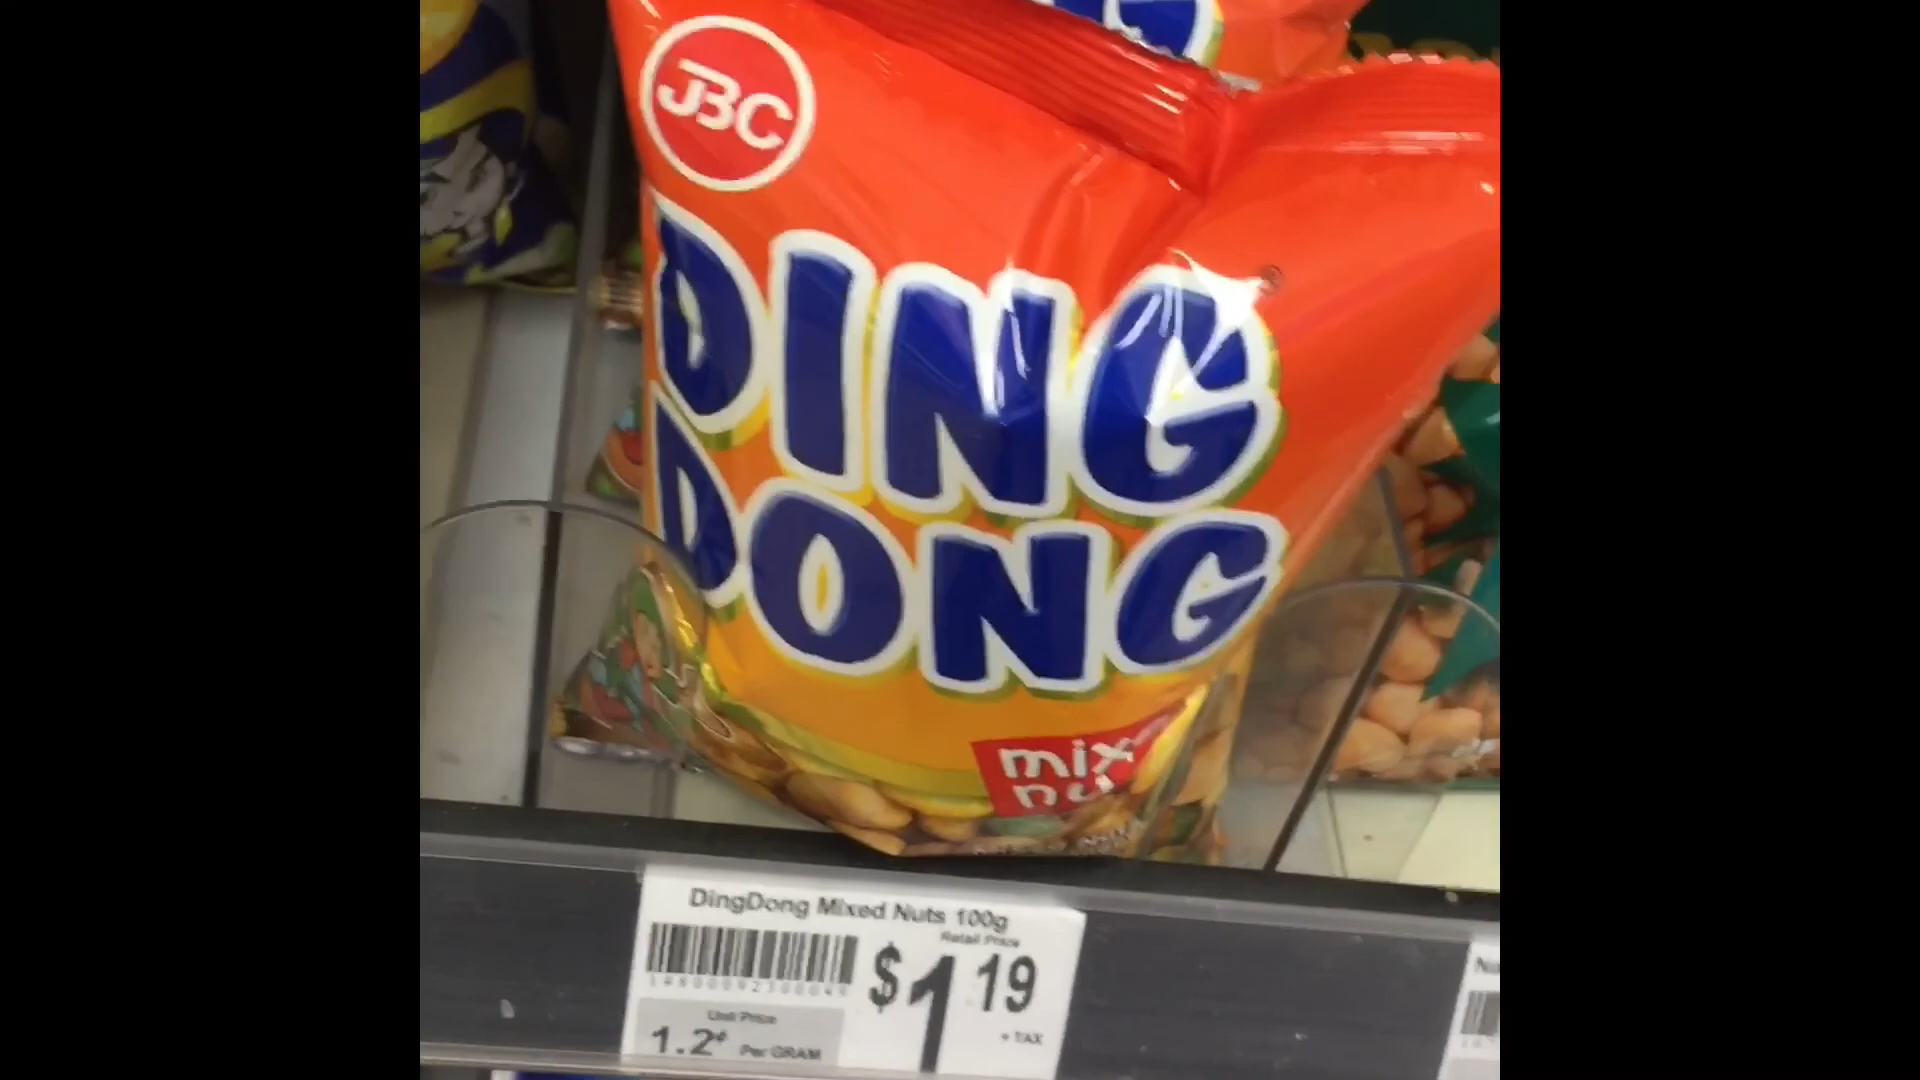 JBC
DING
DONG
mix
nu
DingDong Mixed Nuts 100g
Retail Price
$1.19
+ TAX
Unit Price
1.2¢ Per GRAM